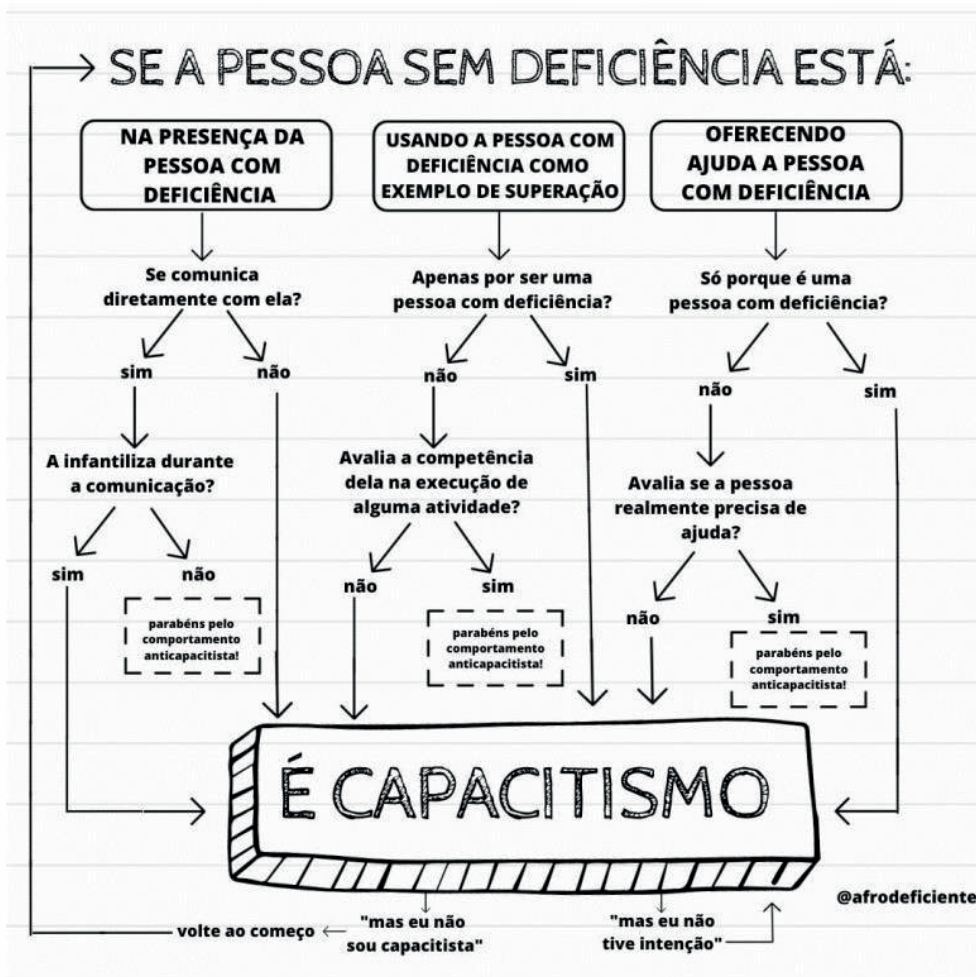 SE A PESSOA SEM DEFICIÊNCIA ESTÁ:
NA PRESENÇA DA
PESSOA COM
DEFICIÊNCIA
Se comunica
diretamente com ela?
sim
não
A infantiliza durante
a comunicação?
sim
não
parabéns pelo
comportamento
anticapacitista!
USANDO A PESSOA COM
DEFICIÊNCIA COMO
EXEMPLO DE SUPERAÇÃO
Apenas por ser uma
pessoa com deficiência?
não
sim
Avalia a competência
dela na execução de
alguma atividade?
não
sim
parabéns pelo
comportamento
anticapacitista!
OFERECENDO
AJUDA A PESSOA
COM DEFICIÊNCIA
Só porque é uma
pessoa com deficiência?
não
sim
Avalia se a pessoa
realmente precisa de
ajuda?
não
sim
parabéns pelo
comportamento
anticapacitista!
É CAPACITISMO
@afrodeficiente
"mas eu não
sou capacitista"
volte ao começo
"mas eu não
tive intenção"